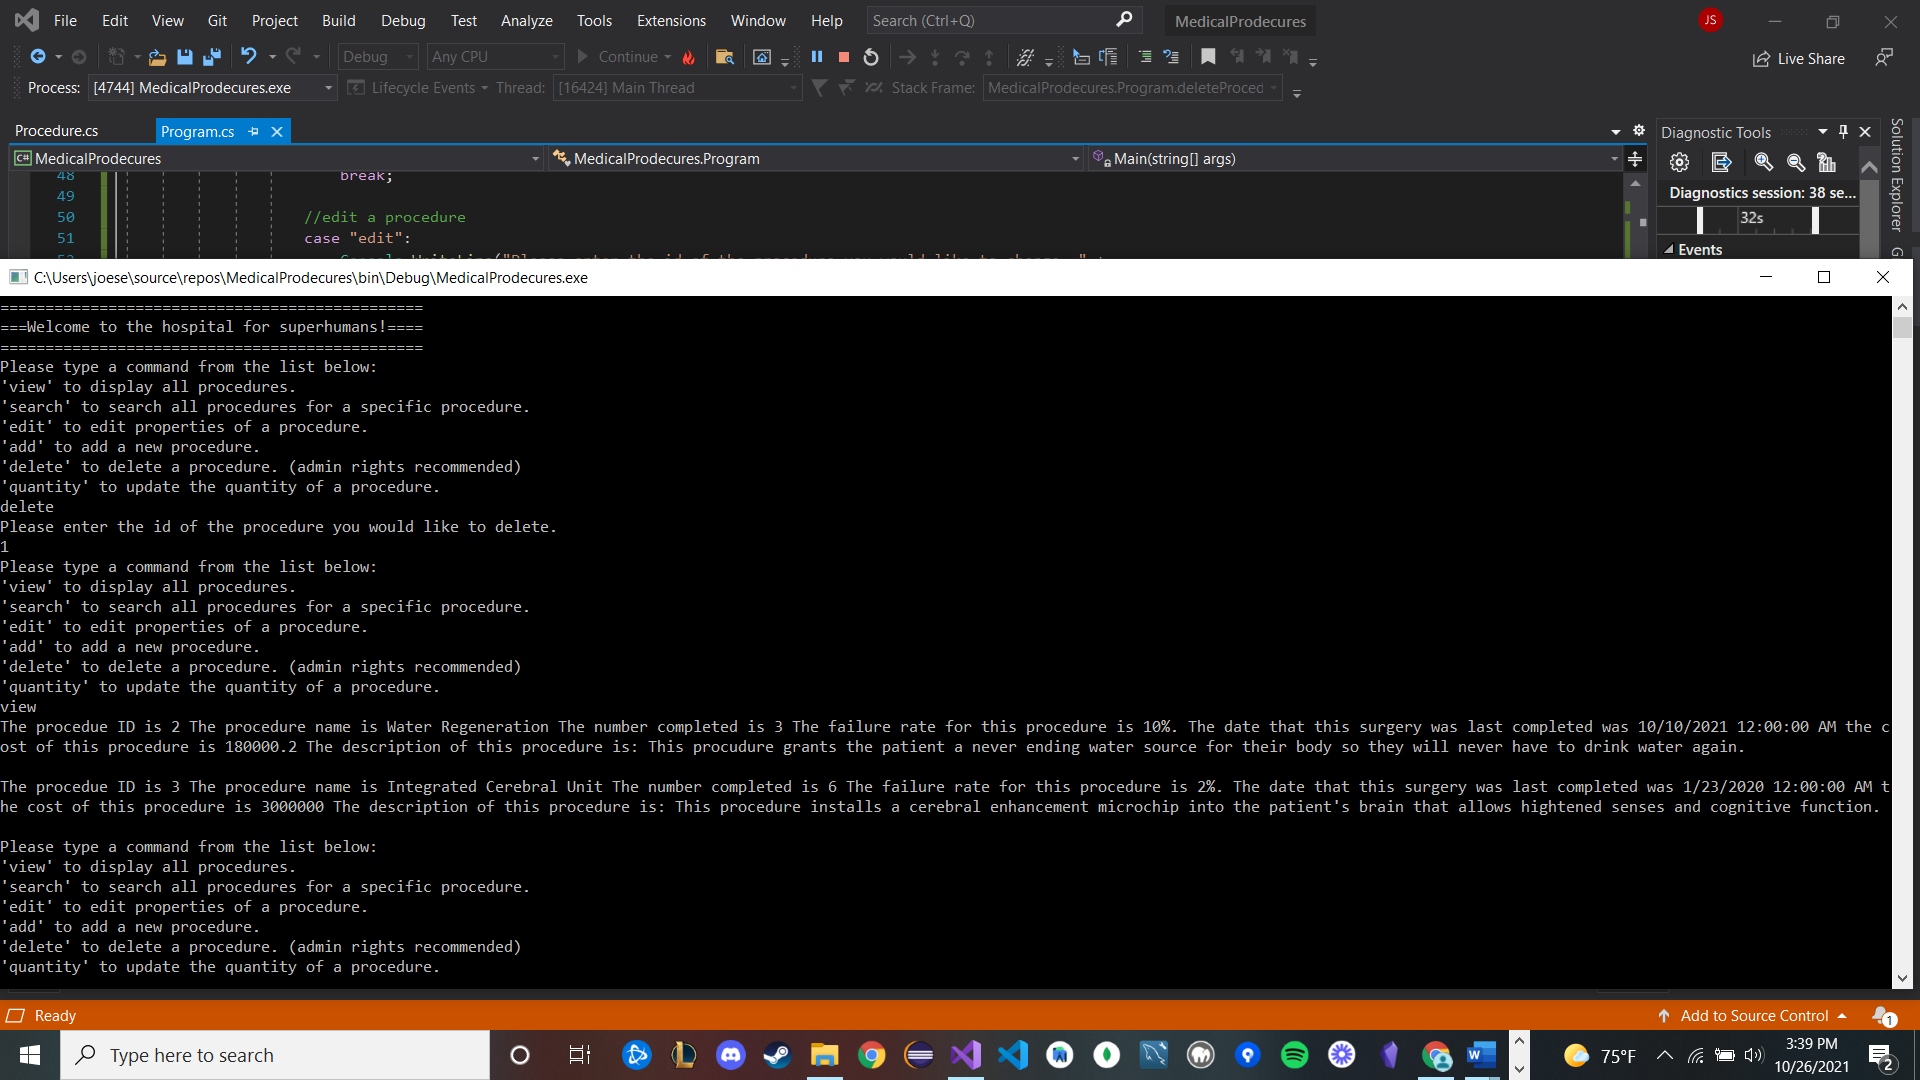 File Edit View Git Project Build Debug Test Analyze Tools Extensions Window Help Search (Ctrl+Q) MedicalProdecures JS
Debug Any CPU Continue Live Share
Process: [4744] MedicalProdecures.exe Lifecycle Events Thread: [16424] Main Thread Stack Frame: MedicalProdecures.Program.deleteProced
Procedure.cs Program.cs Diagnostic Tools
MedicalProdecures MedicalProdecures.Program Main(string[] args)
48 break;
49
50 //edit a procedure
51 case "edit":
Diagnostics session: 38 se...
32s
Events
Solution Explorer
C:\Users\joese\source\repos\MedicalProdecures\bin\Debug\MedicalProdecures.exe
===============================================
===Welcome to the hospital for superhumans!====
===============================================
Please type a command from the list below:
'view' to display all procedures.
'search' to search all procedures for a specific procedure.
'edit' to edit properties of a procedure.
'add' to add a new procedure.
'delete' to delete a procedure. (admin rights recommended)
'quantity' to update the quantity of a procedure.
delete
Please enter the id of the procedure you would like to delete.
1
Please type a command from the list below:
'view' to display all procedures.
'search' to search all procedures for a specific procedure.
'edit' to edit properties of a procedure.
'add' to add a new procedure.
'delete' to delete a procedure. (admin rights recommended)
'quantity' to update the quantity of a procedure.
view
The procedue ID is 2 The procedure name is Water Regeneration The number completed is 3 The failure rate for this procedure is 10%. The date that this surgery was last completed was 10/10/2021 12:00:00 AM the c
ost of this procedure is 180000.2 The description of this procedure is: This procudure grants the patient a never ending water source for their body so they will never have to drink water again.
The procedue ID is 3 The procedure name is Integrated Cerebral Unit The number completed is 6 The failure rate for this procedure is 2%. The date that this surgery was last completed was 1/23/2020 12:00:00 AM t
he cost of this procedure is 3000000 The description of this procedure is: This procedure installs a cerebral enhancement microchip into the patient's brain that allows hightened senses and cognitive function.
Please type a command from the list below:
'view' to display all procedures.
'search' to search all procedures for a specific procedure.
'edit' to edit properties of a procedure.
'add' to add a new procedure.
'delete' to delete a procedure. (admin rights recommended)
'quantity' to update the quantity of a procedure.
Ready Add to Source Control 1
Type here to search 75°F 3:39 PM
10/26/2021 2